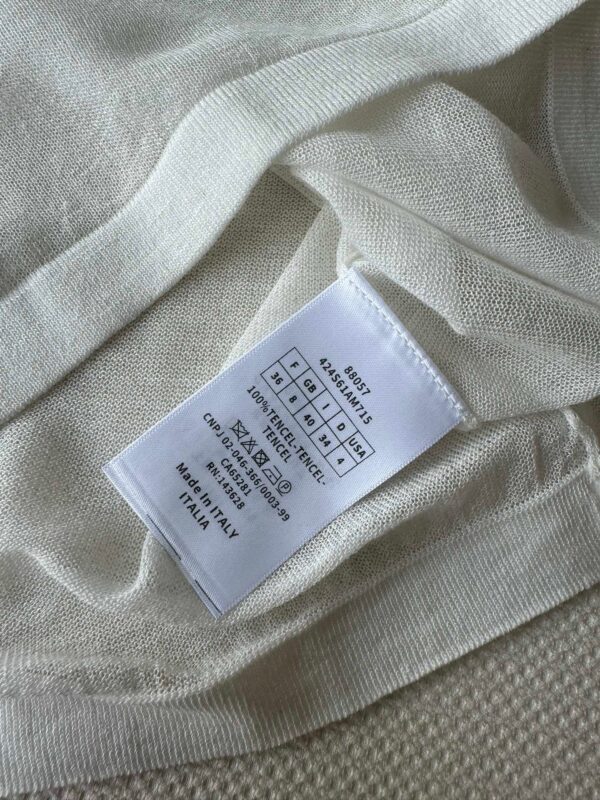 88057
424S61AM715
F GB I D USA
36 8 40 34 4
100%TENCEL-TENCEL-
TENCEL
CNPJ 02-046-366/0003-99
CA65281
RN:143628
Made In ITALY
ITALIA